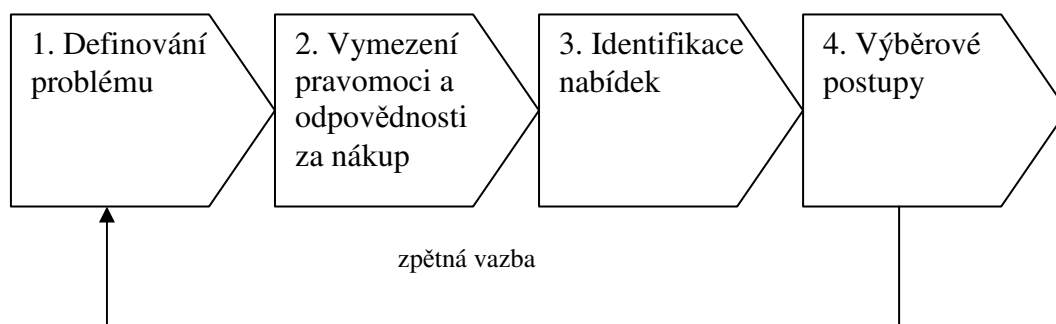 1. Definování
problému
2. Vymezení
pravomoci a
odpovědnosti
za nákup
3. Identifikace
nabídek
4. Výběrové
postupy
zpětná vazba